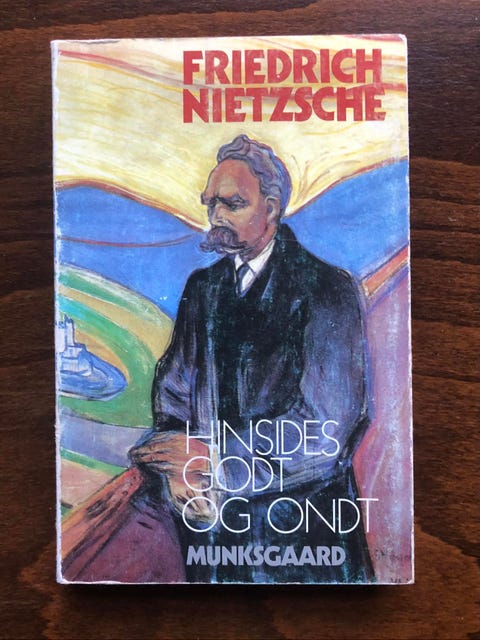 FRIEDRICH
NIETZSCHE
HINSIDES
GODT
OG ONDT
MUNKSGAARD